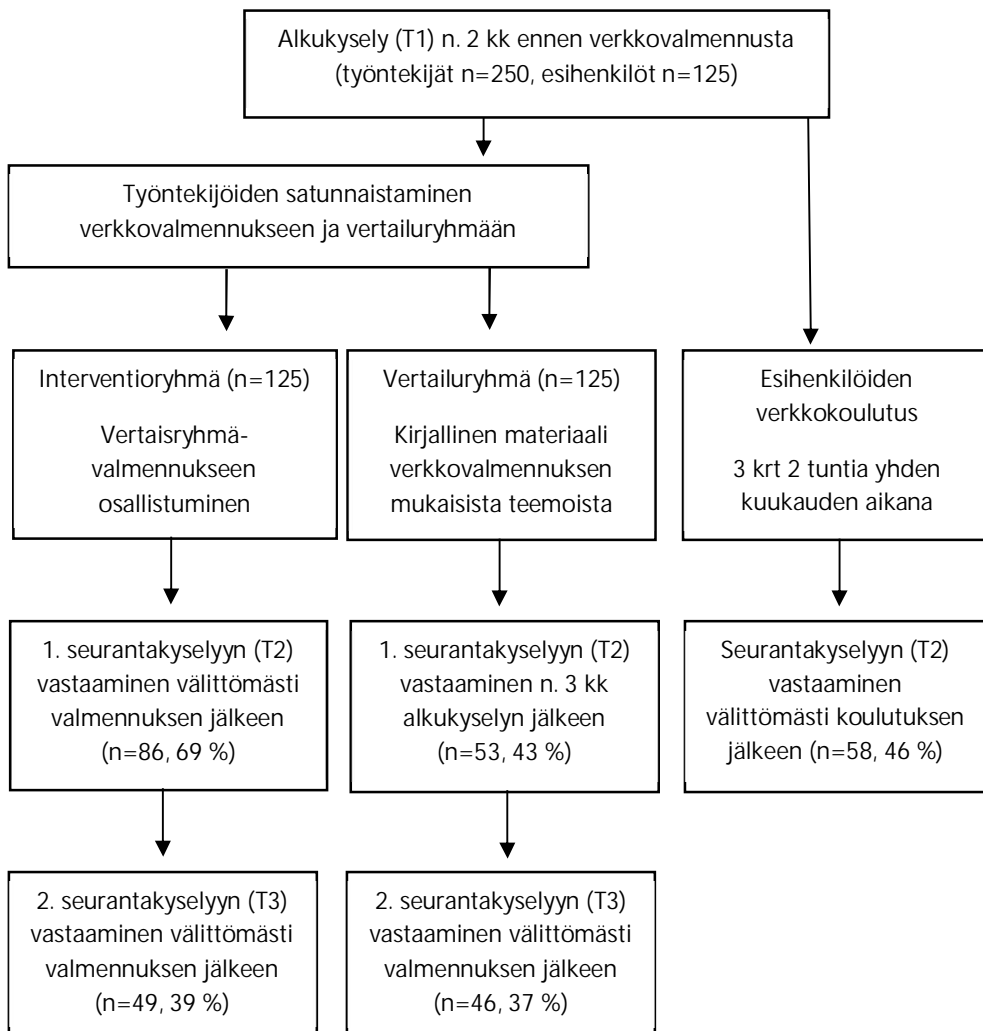 Alkukysely (T1) n. 2 kk ennen verkkovalmennusta
(työntekijät n=250, esihenkilöt n=125)
Työntekijöiden satunnaistaminen
verkkovalmennukseen ja vertailuryhmään
Interventioryhmä (n=125)
Vertaisryhmä-
valmennukseen
osallistuminen
Vertailuryhmä (n=125)
Kirjallinen materiaali
verkkovalmennuksen
mukaisista teemoista
Esihenkilöiden
verkkokoulutus
3 krt 2 tuntia yhden
kuukauden aikana
1. seurantakyselyyn (T2)
vastaaminen välittömästi
valmennuksen jälkeen
(n=86, 69 %)
1. seurantakyselyyn (T2)
vastaaminen n. 3 kk
alkukyselyn jälkeen
(n=53, 43 %)
Seurantakyselyyn (T2)
vastaaminen
välittömästi koulutuksen
jälkeen (n=58, 46 %)
2. seurantakyselyyn (T3)
vastaaminen välittömästi
valmennuksen jälkeen
(n=49, 39 %)
2. seurantakyselyyn (T3)
vastaaminen välittömästi
valmennuksen jälkeen
(n=46, 37 %)